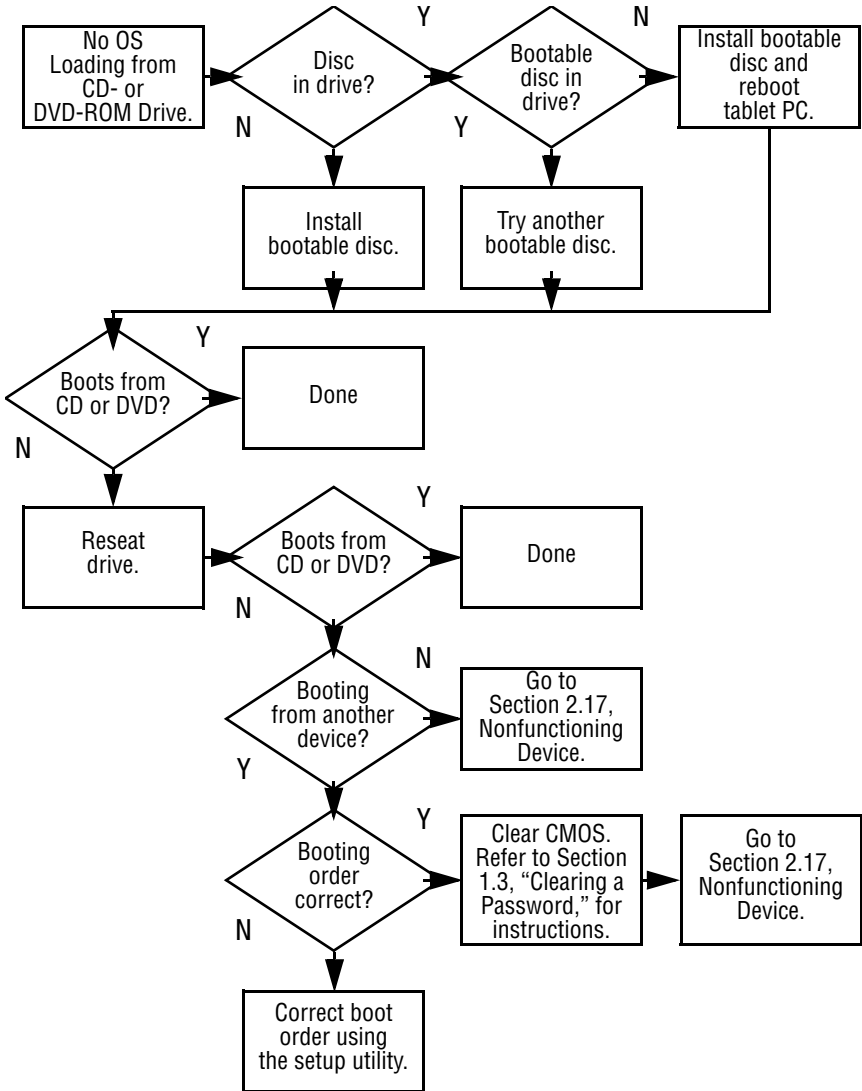 No OS
Loading from
CD- or
DVD-ROM Drive.
Disc
in drive?
Y
N
Bootable
disc in
drive?
N
Y
Install bootable
disc and
reboot
tablet PC.
Install
bootable disc.
Try another
bootable disc.
Boots from
CD or DVD?
Y
N
Done
Reseat
drive.
Boots from
CD or DVD?
Y
N
Done
Booting
from another
device?
N
Y
Go to
Section 2.17,
Nonfunctioning
Device.
Booting
order
correct?
Y
N
Clear CMOS.
Refer to Section
1.3, “Clearing a
Password,” for
instructions.
Go to
Section 2.17,
Nonfunctioning
Device.
Correct boot
order using
the setup utility.